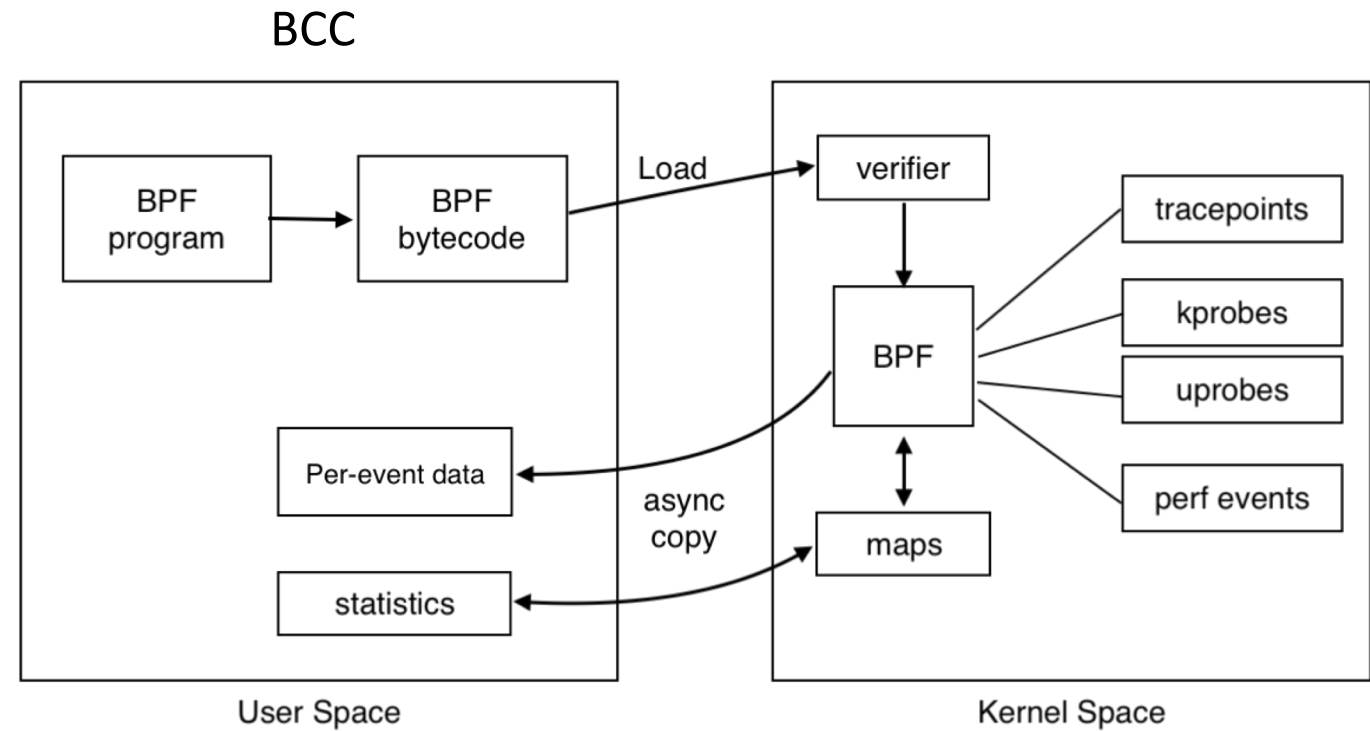 BCC
BPF
program
BPF
bytecode
Load
verifier
tracepoints
kprobes
BPF
uprobes
Per-event data
async
copy
perf events
maps
statistics
User Space
Kernel Space